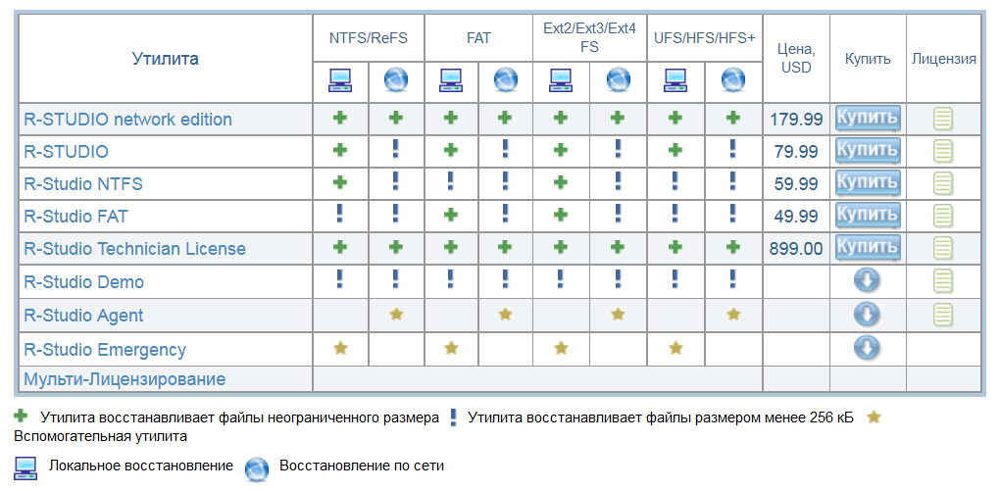 Утилита
NTFS/ReFS
FAT
Ext2/Ext3/Ext4
FS
UFS/HFS/HFS+
Цена,
USD
Купить
Лицензия
R-STUDIO network edition 179.99 Купить
R-STUDIO 79.99 Купить
R-Studio NTFS 59.99 Купить
R-Studio FAT 49.99 Купить
R-Studio Technician License 899.00 Купить
R-Studio Demo
R-Studio Agent
R-Studio Emergency
Мульти-Лицензирование
Утилита восстанавливает файлы неограниченного размера Утилита восстанавливает файлы размером менее 256 кБ
Вспомогательная утилита
Локальное восстановление Восстановление по сети